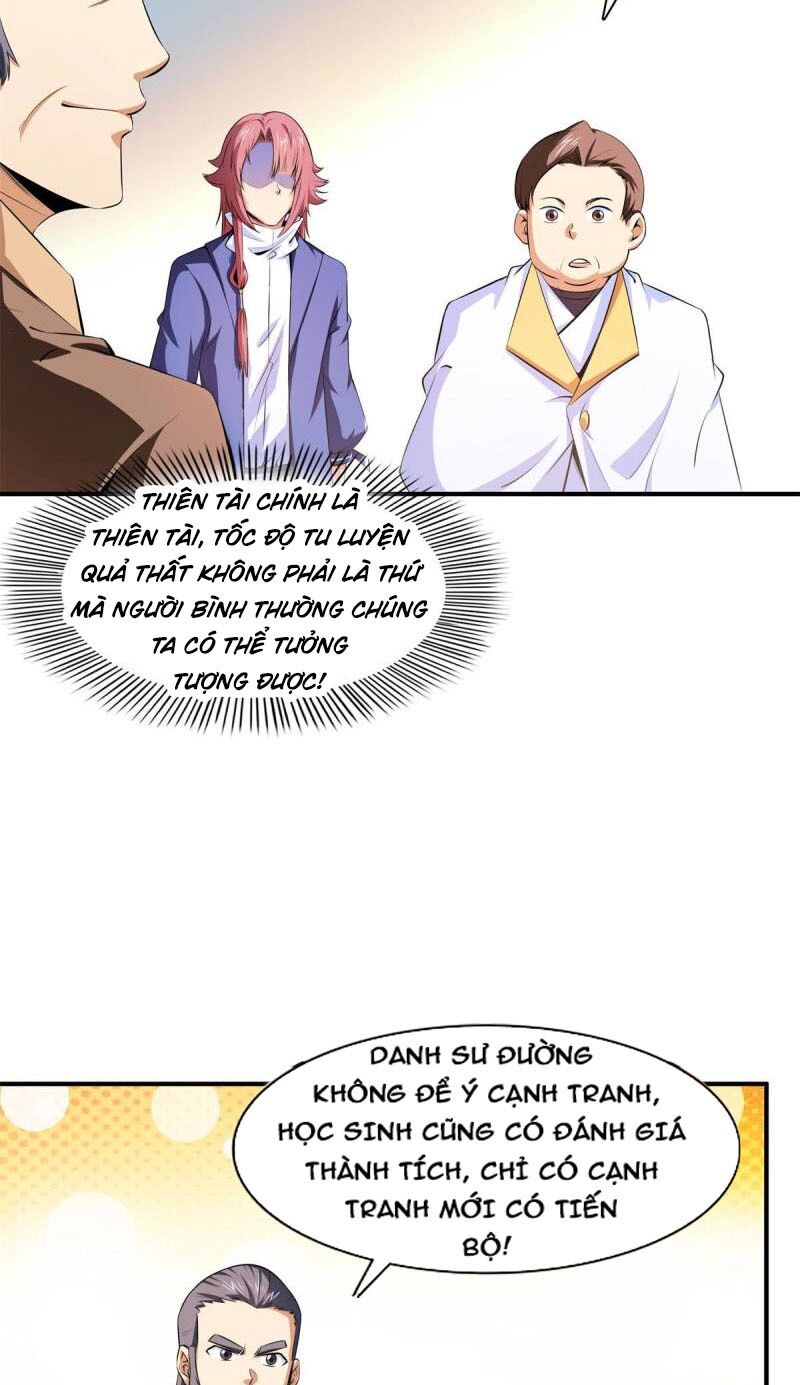 THIÊN TÀI CHÍNH LÀ
THIÊN TÀI, TỐC ĐỘ TU LUYỆN
QUẢ THẤT KHÔNG PHẢI LÀ THỨ
MÀ NGƯỜI BÌNH THƯỜNG CHÚNG
TA CÓ THỂ TƯỞNG
TƯỢNG ĐƯỢC!
DANH SƯ ĐƯỜNG
KHÔNG ĐỂ Ý CẠNH TRANH,
HỌC SINH CŨNG CÓ ĐÁNH GIÁ
THÀNH TÍCH, CHỈ CÓ CẠNH
TRANH MỚI CÓ TIẾN
BỘ!